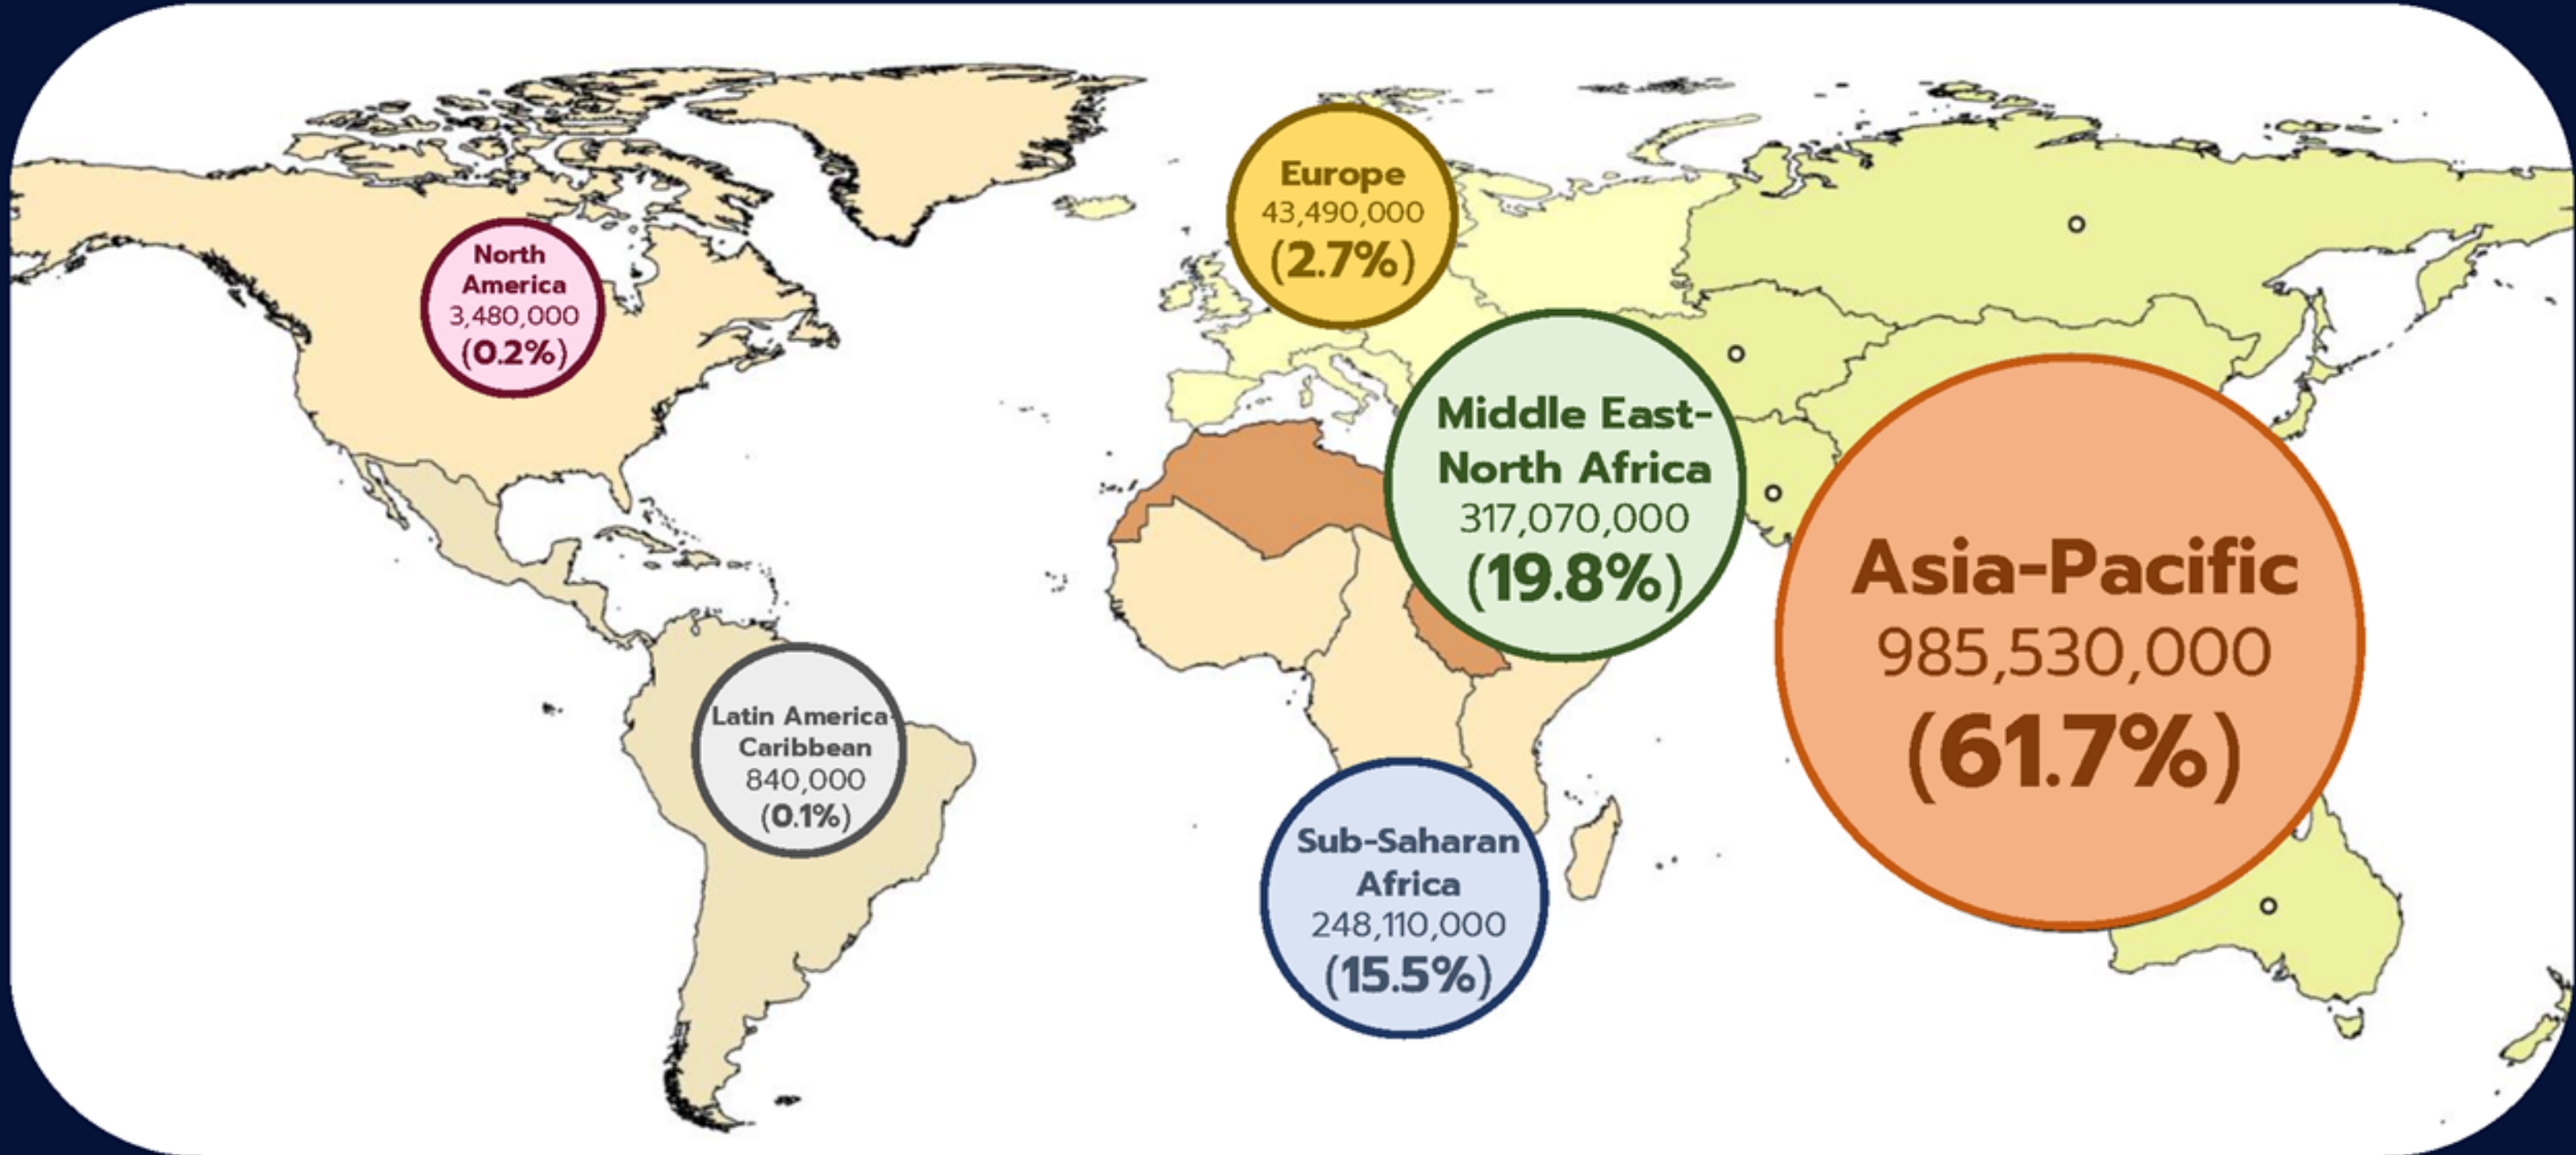 North
America
3,480,000
(0.2%)
Europe
43,490,000
(2.7%)
Middle East-
North Africa
317,070,000
(19.8%)
Asia-Pacific
985,530,000
(61.7%)
Latin America-
Caribbean
840,000
(0.1%)
Sub-Saharan
Africa
248,110,000
(15.5%)